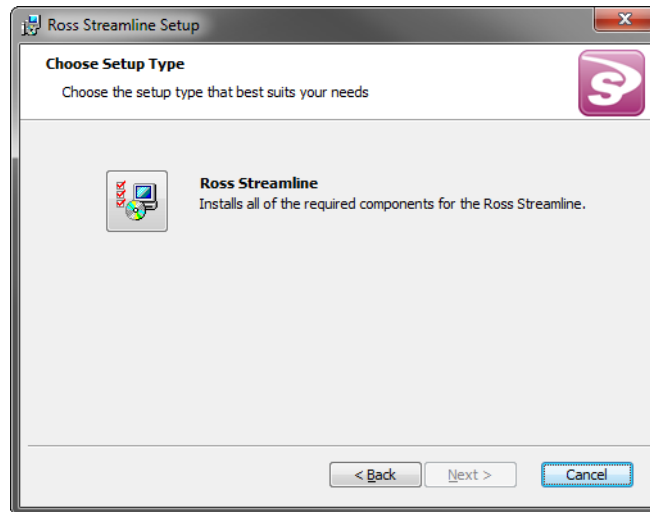 Ross Streamline Setup
Choose Setup Type
Choose the setup type that best suits your needs
Ross Streamline
Installs all of the required components for the Ross Streamline.
< Back
Next >
Cancel